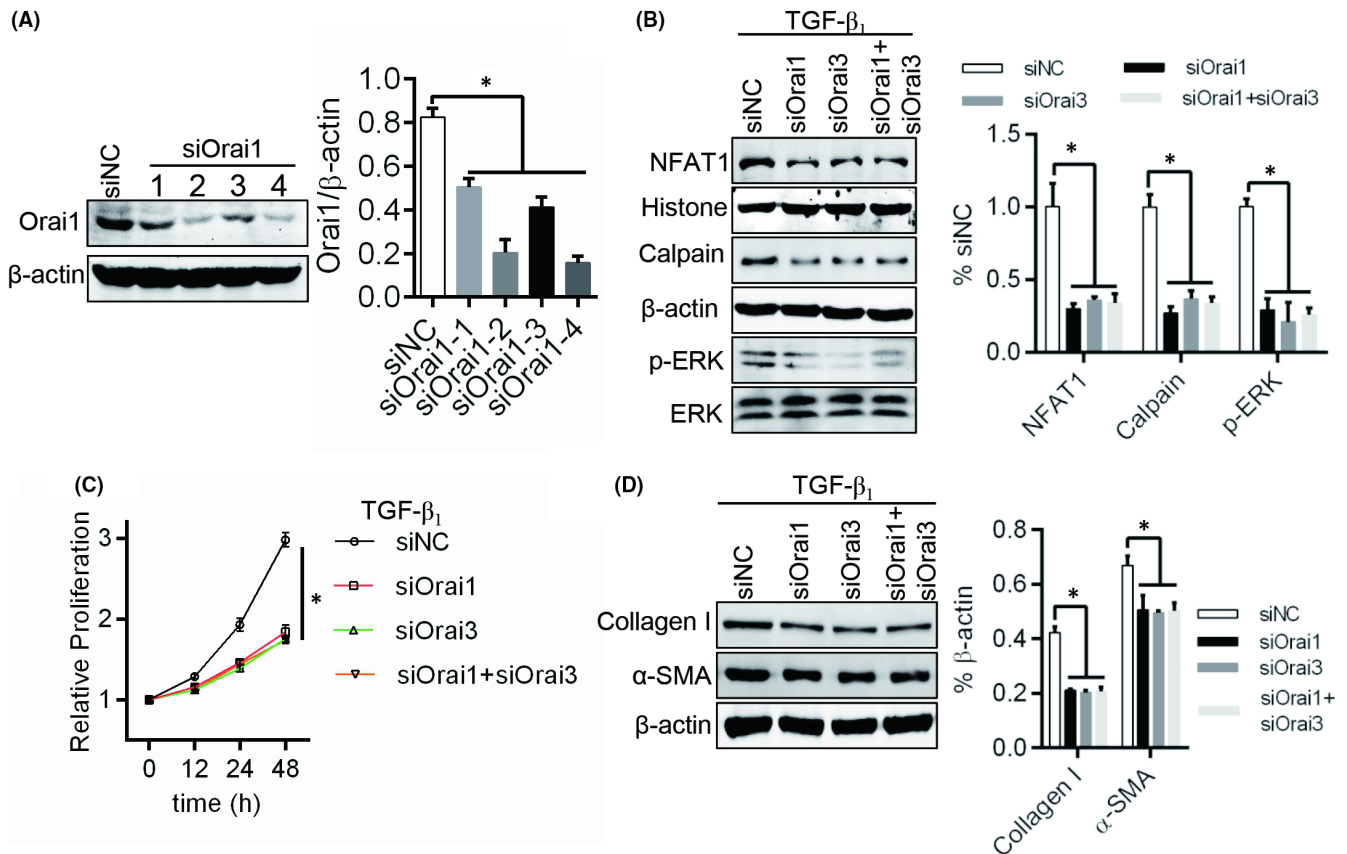 (A)
siNC
siOrai1
1 2 3 4
Orai1
β-actin
Orai1/β-actin
1.0
0.8
0.6
0.4
0.2
0.0
*
siNC
siOrai1-1
siOrai1-2
siOrai1-3
siOrai1-4
(B)
TGF-β1
siNC
siOrai1
siOrai3
siOrai1+
siOrai3
NFAT1
Histone
Calpain
β-actin
p-ERK
ERK
siNC
siOrai1
siOrai3
siOrai1+siOrai3
% siNC
1.5
1.0
0.5
0.0
* * *
NFAT1
Calpain
p-ERK
(C)
Relative Proliferation
3
2
1
0 12 24 48
time (h)
*
TGF-β1
siNC
siOrai1
siOrai3
siOrai1+siOrai3
(D)
TGF-β1
siNC
siOrai1
siOrai3
siOrai1+
siOrai3
Collagen I
α-SMA
β-actin
% β-actin
0.8
0.6
0.4
0.2
0.0
* *
Collagen I
α-SMA
siNC
siOrai1
siOrai3
siOrai1+
siOrai3